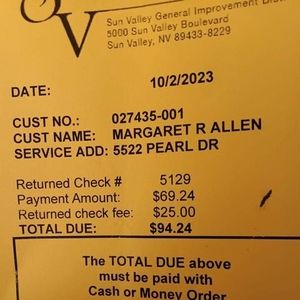 SV
Sun Valley General Improvement
5000 Sun Valley Boulevard
Sun Valley, NV 89433-8229
DATE: 10/2/2023
CUST NO.: 027435-001
CUST NAME: MARGARET R ALLEN
SERVICE ADD: 5522 PEARL DR
Returned Check # 5129
Payment Amount: $69.24
Returned check fee: $25.00
TOTAL DUE: $94.24
The TOTAL DUE above
must be paid with
Cash or Money Order